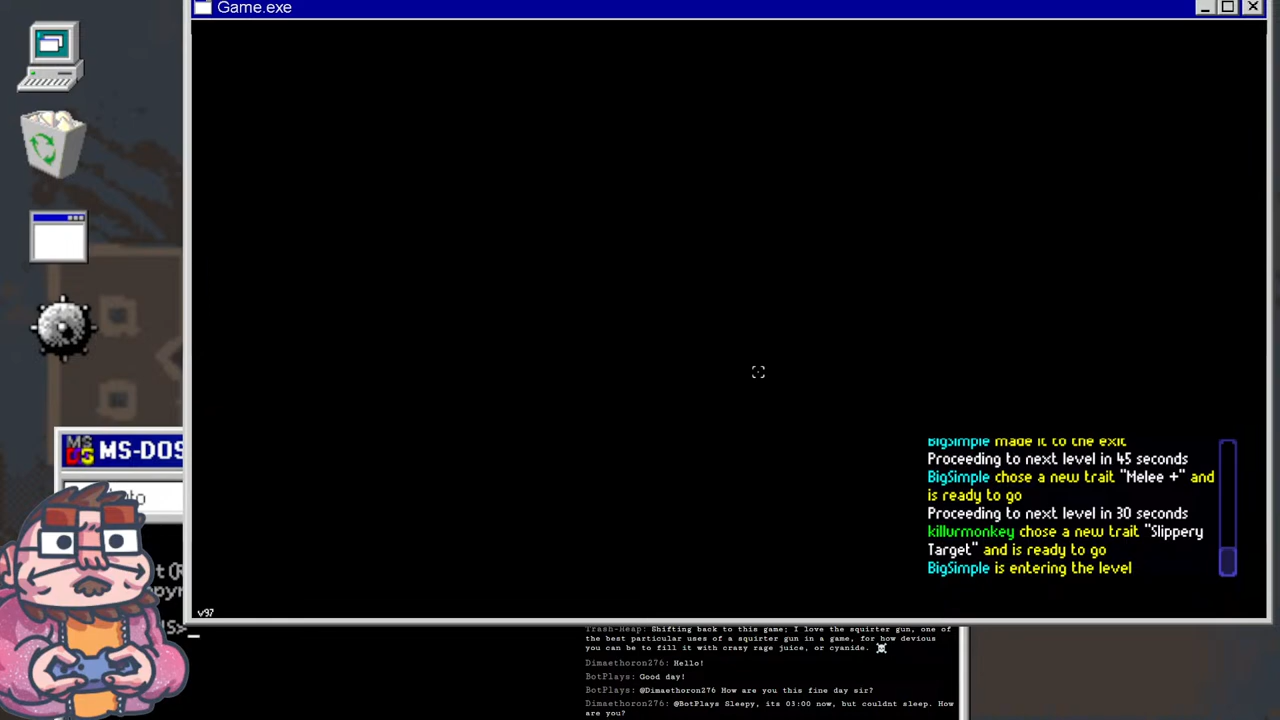 Game.exe
BigSimple made it to the exit
Proceeding to next level in 45 seconds
BigSimple chose a new trait "Melee +" and
is ready to go
Proceeding to next level in 30 seconds
killurmonkey chose a new trait "Slippery
Target" and is ready to go
BigSimple is entering the level
v97
MS-DOS
Trash-Heap: Shifting back to this game; I love the squirter gun, one of
the best particular uses of a squirter gun in a game, for how devious
you can be to fill it with crazy rage juice, or cyanide.
Dimaethoron276: Hello!
BotPlays: Good day!
BotPlays: @Dimaethoron276 How are you this fine day sir?
Dimaethoron276: @BotPlays Sleepy, its 03:00 now, but couldnt sleep. How
are you?